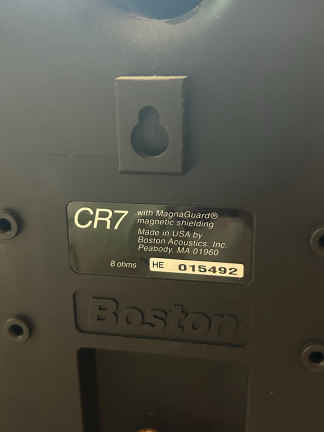 CR7 with MagnaGuard®
magnetic shielding
Made in USA by
Boston Acoustics, Inc.
Peabody, MA 01960
8 ohms HE 015492
Boston